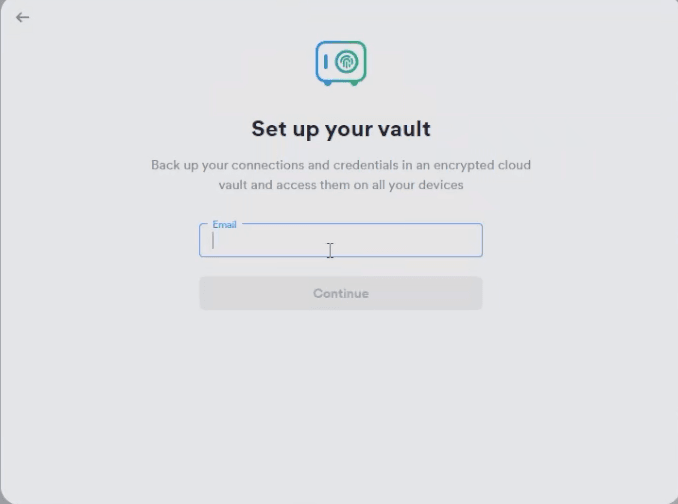 Set up your vault
Back up your connections and credentials in an encrypted cloud
vault and access them on all your devices
Email
Continue